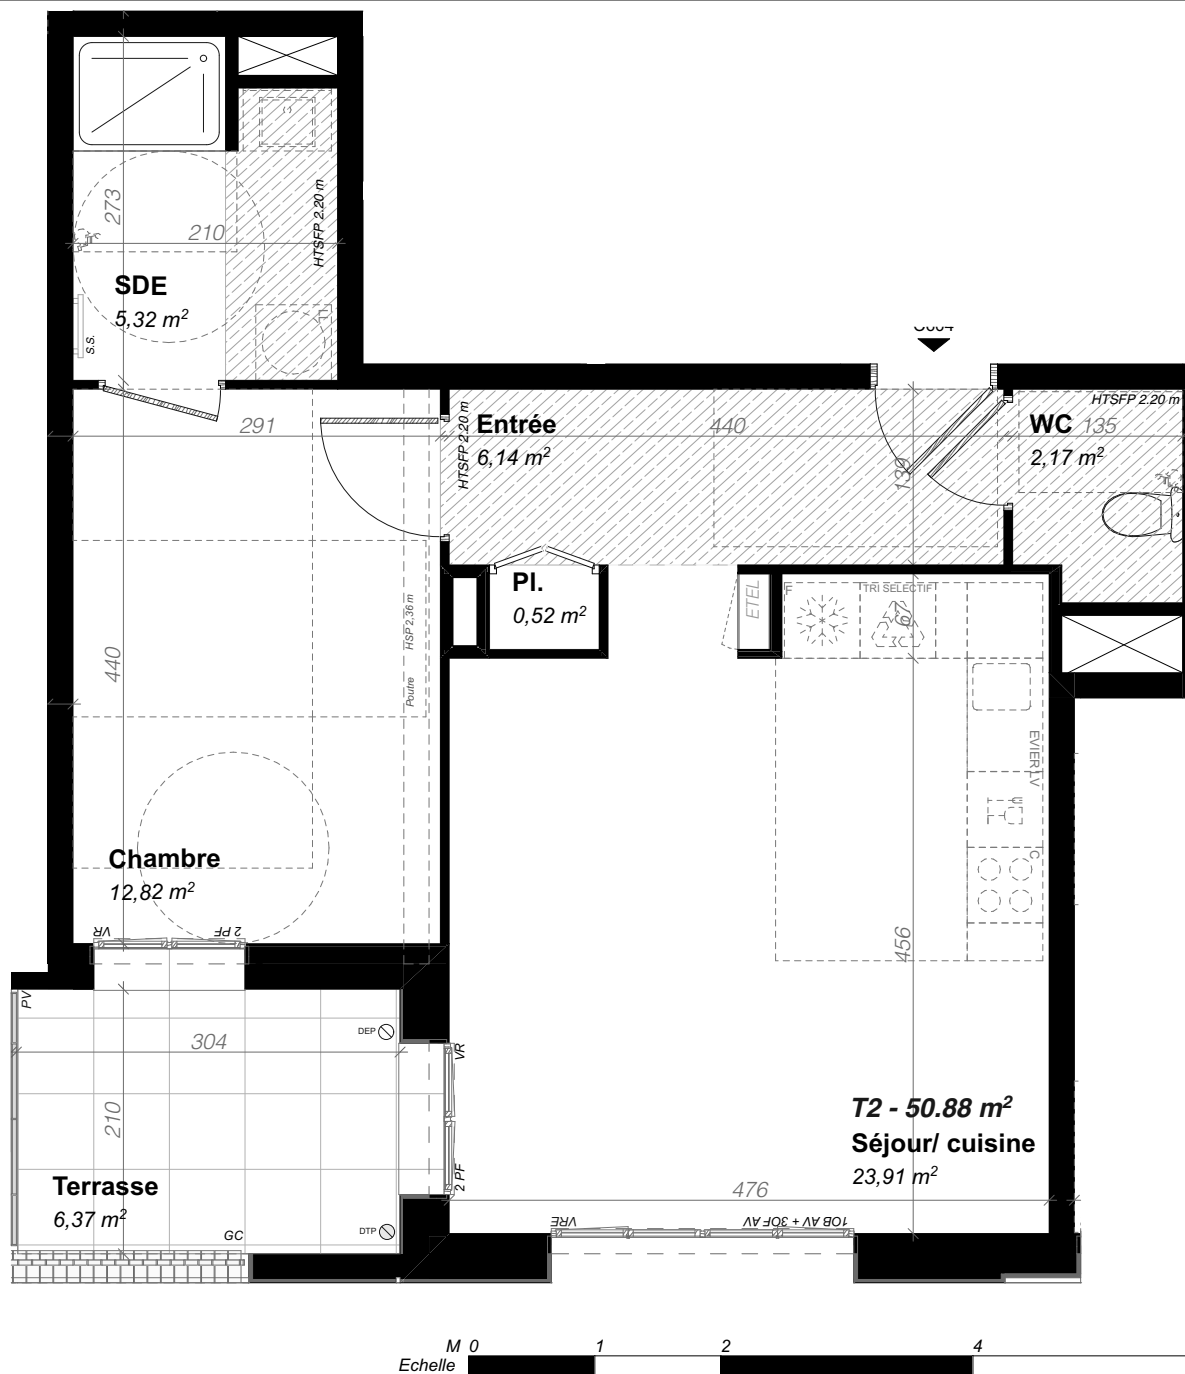 273
210
HTSFP 2.20 m
SDE
5,32 m²
S.S.
HTSFP 2.20 m
291
HTSFP 2.20 m
Entrée
6,14 m²
440
WC
135
2,17 m²
139
Pl.
0,52 m²
ETEL
F
TRI SELECTIF
67
HSP 2,36 m
Poutre
440
EVIER LV
C
Chambre
12,82 m²
VR
2 PF
456
PV
DEP
304
VR
210
T2 - 50.88 m²
Séjour/ cuisine
23,91 m²
2 PF
476
Terrasse
6,37 m²
GC
DTP
VRE
1OB AV + 3OF AV
M 0 1 2 4
Echelle